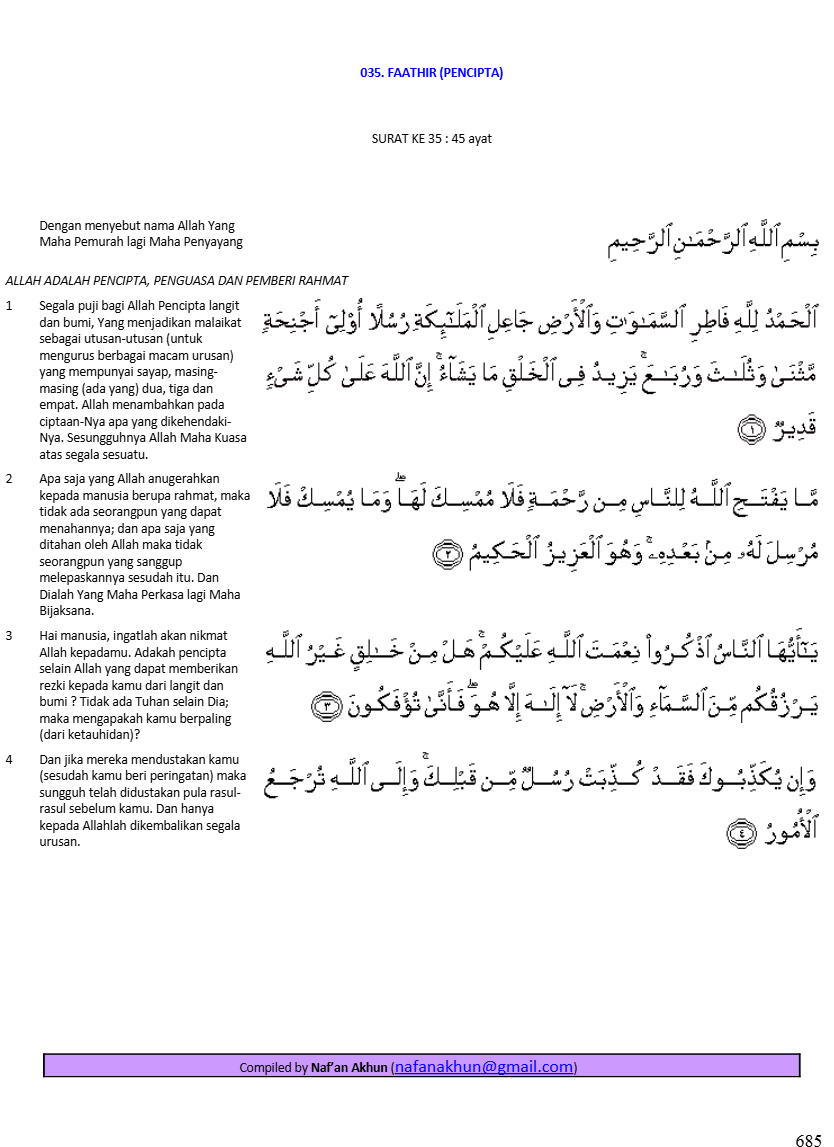 035. FAATHIR (PENCIPTA)
SURAT KE 35 : 45 ayat
Dengan menyebut nama Allah Yang
Maha Pemurah lagi Maha Penyayang
بِسْمِ ٱللَّهِ ٱلرَّحْمَـٰنِ ٱلرَّحِيمِ
ALLAH ADALAH PENCIPTA, PENGUASA DAN PEMBERI RAHMAT
1 Segala puji bagi Allah Pencipta langit
dan bumi, Yang menjadikan malaikat
sebagai utusan-utusan (untuk
mengurus berbagai macam urusan)
yang mempunyai sayap, masing-
masing (ada yang) dua, tiga dan
empat. Allah menambahkan pada
ciptaan-Nya apa yang dikehendaki-
Nya. Sesungguhnya Allah Maha Kuasa
atas segala sesuatu.
ٱلْحَمْدُ لِلَّهِ فَاطِرِ ٱلسَّمَـٰوَٰتِ وَٱلْأَرْضِ جَاعِلِ ٱلْمَلَـٰٓئِكَةِ رُسُلًا أُو۟لِىٓ أَجْنِحَةٍ
مَّثْنَىٰ وَثُلَـٰثَ وَرُبَـٰعَ ۚ يَزِيدُ فِى ٱلْخَلْقِ مَا يَشَآءُ ۚ إِنَّ ٱللَّهَ عَلَىٰ كُلِّ شَىْءٍ
قَدِيرٌ ﴿١﴾
2 Apa saja yang Allah anugerahkan
kepada manusia berupa rahmat, maka
tidak ada seorangpun yang dapat
menahannya; dan apa saja yang
ditahan oleh Allah maka tidak
seorangpun yang sanggup
melepaskannya sesudah itu. Dan
Dialah Yang Maha Perkasa lagi Maha
Bijaksana.
مَّا يَفْتَحِ ٱللَّهُ لِلنَّاسِ مِن رَّحْمَةٍ فَلَا مُمْسِكَ لَهَا ۖ وَمَا يُمْسِكْ فَلَا
مُرْسِلَ لَهُۥ مِنۢ بَعْدِهِۦ ۚ وَهُوَ ٱلْعَزِيزُ ٱلْحَكِيمُ ﴿٢﴾
3 Hai manusia, ingatlah akan nikmat
Allah kepadamu. Adakah pencipta
selain Allah yang dapat memberikan
rezki kepada kamu dari langit dan
bumi ? Tidak ada Tuhan selain Dia;
maka mengapakah kamu berpaling
(dari ketauhidan)?
يَـٰٓأَيُّهَا ٱلنَّاسُ ٱذْكُرُوا۟ نِعْمَتَ ٱللَّهِ عَلَيْكُمْ ۚ هَلْ مِنْ خَـٰلِقٍ غَيْرُ ٱللَّهِ
يَرْزُقُكُم مِّنَ ٱلسَّمَآءِ وَٱلْأَرْضِ ۚ لَآ إِلَـٰهَ إِلَّا هُوَ ۖ فَأَنَّىٰ تُؤْفَكُونَ ﴿٣﴾
4 Dan jika mereka mendustakan kamu
(sesudah kamu beri peringatan) maka
sungguh telah didustakan pula rasul-
rasul sebelum kamu. Dan hanya
kepada Allahlah dikembalikan segala
urusan.
وَإِن يُكَذِّبُوكَ فَقَدْ كُذِّبَتْ رُسُلٌ مِّن قَبْلِكَ ۚ وَإِلَى ٱللَّهِ تُرْجَعُ
ٱلْأُمُورُ ﴿٤﴾
Compiled by Naf’an Akhun (nafanakhun@gmail.com)
685